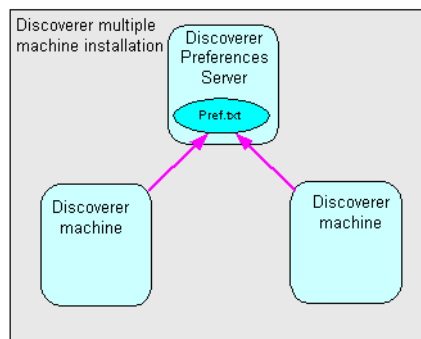 Discoverer multiple
machine installation
Discoverer
Preferences
Server
Pref.txt
Discoverer
machine
Discoverer
machine